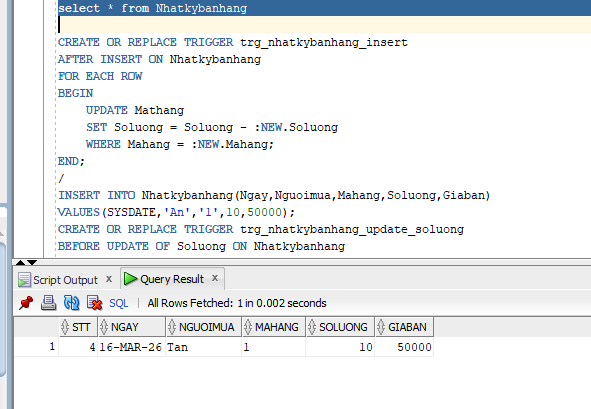 select * from Nhatkybanhang
CREATE OR REPLACE TRIGGER trg_nhatkybanhang_insert
AFTER INSERT ON Nhatkybanhang
FOR EACH ROW
BEGIN
    UPDATE Mathang
    SET Soluong = Soluong - :NEW.Soluong
    WHERE Mahang = :NEW.Mahang;
END;
/
INSERT INTO Nhatkybanhang(Ngay,Nguoimua,Mahang,Soluong,Giaban)
VALUES(SYSDATE,'An','1',10,50000);
CREATE OR REPLACE TRIGGER trg_nhatkybanhang_update_soluong
BEFORE UPDATE OF Soluong ON Nhatkybanhang
Script Output x Query Result x
SQL | All Rows Fetched: 1 in 0.002 seconds
STT NGAY NGUOIMUA MAHANG SOLUONG GIABAN
1 4 16-MAR-26 Tan 1 10 50000